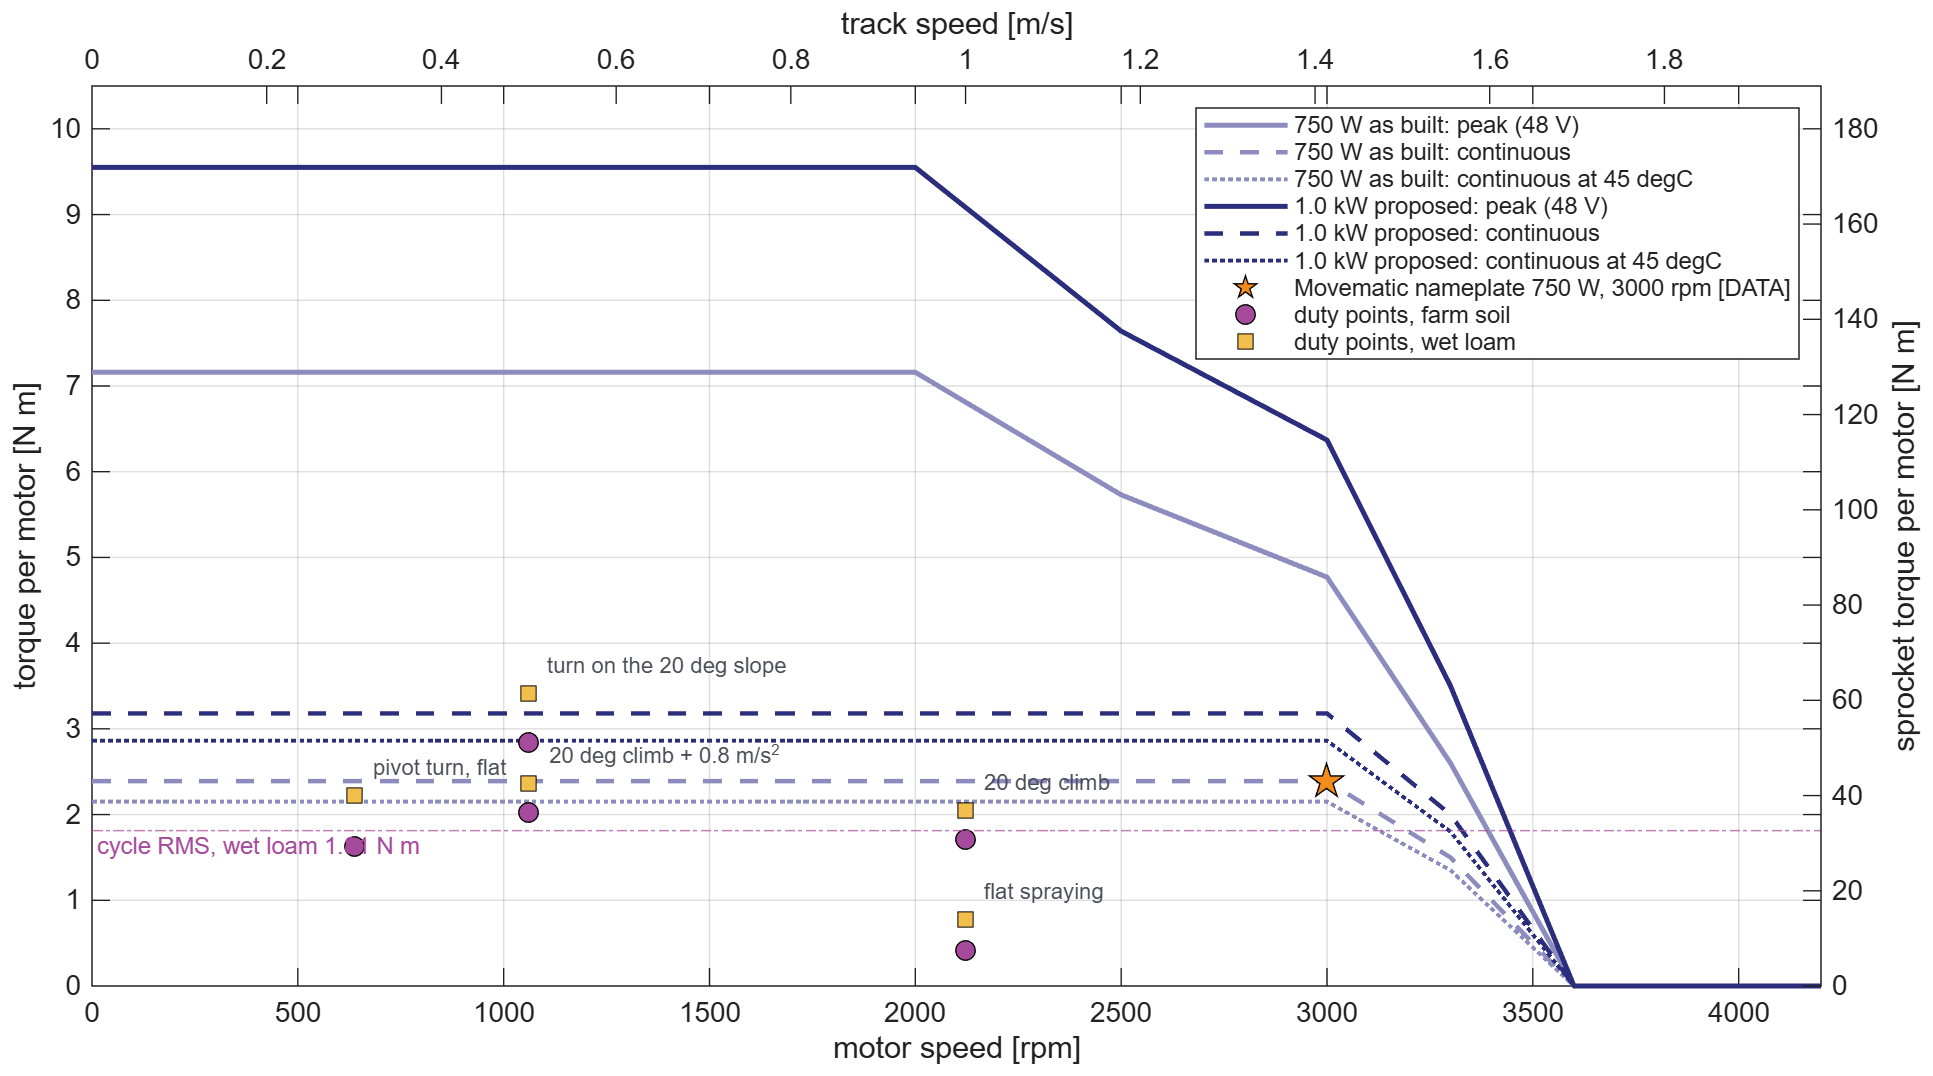 track speed [m/s]
0 0.2 0.4 0.6 0.8 1 1.2 1.4 1.6 1.8
750 W as built: peak (48 V)
750 W as built: continuous
750 W as built: continuous at 45 degC
1.0 kW proposed: peak (48 V)
1.0 kW proposed: continuous
1.0 kW proposed: continuous at 45 degC
Movematic nameplate 750 W, 3000 rpm [DATA]
duty points, farm soil
duty points, wet loam
torque per motor [N m]
10
9
8
7
6
5
4
3
2
1
0
turn on the 20 deg slope
20 deg climb + 0.8 m/s²
pivot turn, flat
20 deg climb
cycle RMS, wet loam 1. 1 N m
flat spraying
180
160
140
120
100
80
60
40
20
0
sprocket torque per motor [N m]
0 500 1000 1500 2000 2500 3000 3500 4000
motor speed [rpm]